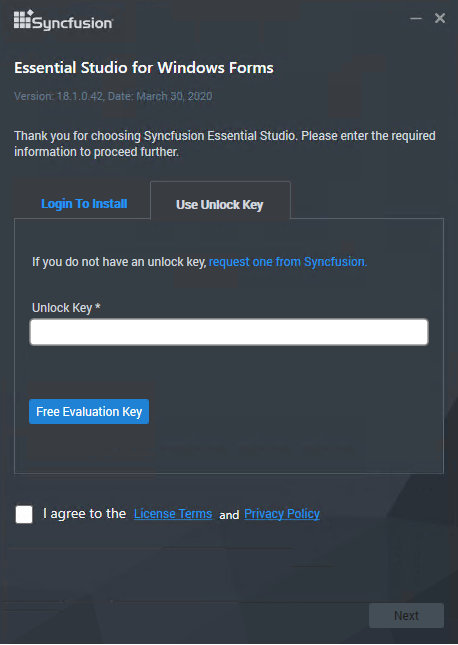 Syncfusion
Essential Studio for Windows Forms
Version: 18.1.0.42, Date: March 30, 2020
Thank you for choosing Syncfusion Essential Studio. Please enter the required
information to proceed further.
Login To Install
Use Unlock Key
If you do not have an unlock key, request one from Syncfusion.
Unlock Key *
Free Evaluation Key
I agree to the License Terms and Privacy Policy
Next